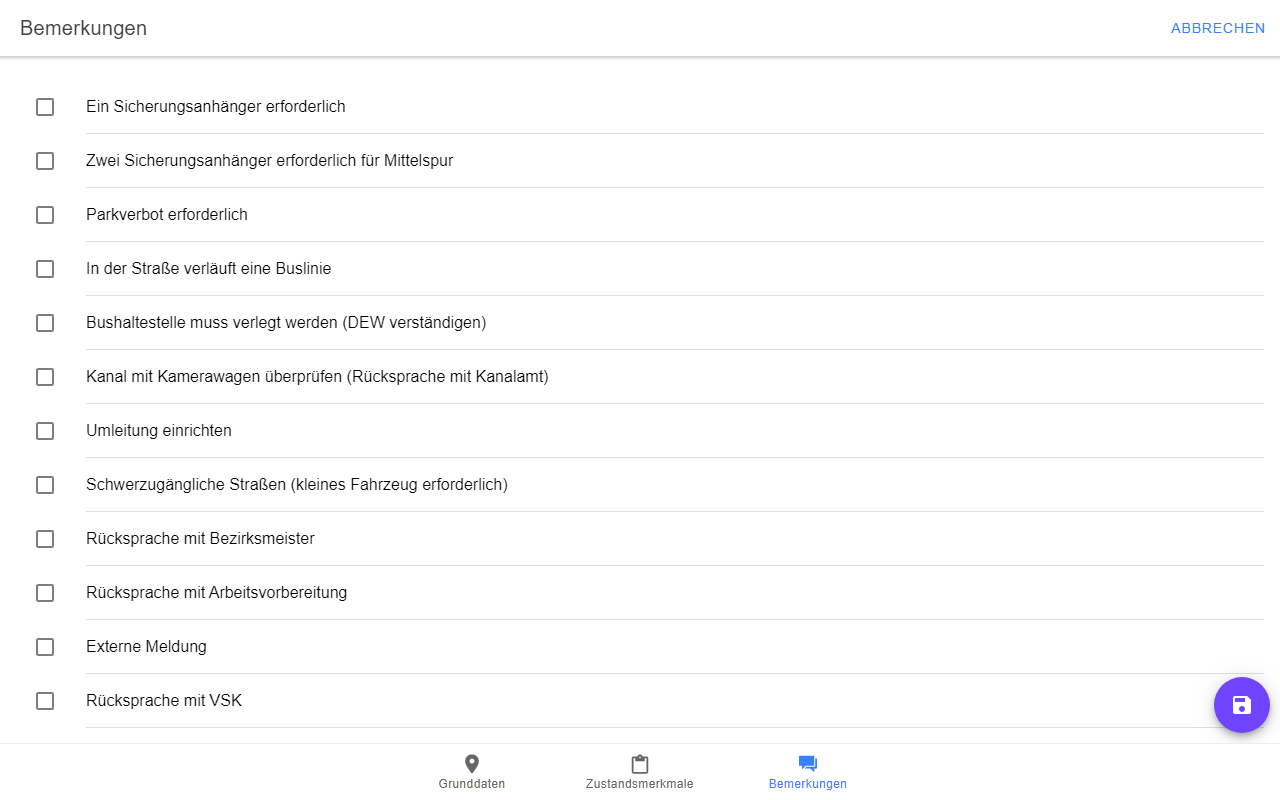 Bemerkungen
ABBRECHEN
Ein Sicherungsanhänger erforderlich
Zwei Sicherungsanhänger erforderlich für Mittelspur
Parkverbot erforderlich
In der Straße verläuft eine Buslinie
Bushaltestelle muss verlegt werden (DEW verständigen)
Kanal mit Kamerawagen überprüfen (Rücksprache mit Kanalamt)
Umleitung einrichten
Schwerzugängliche Straßen (kleines Fahrzeug erforderlich)
Rücksprache mit Bezirksmeister
Rücksprache mit Arbeitsvorbereitung
Externe Meldung
Rücksprache mit VSK
Grunddaten
Zustandsmerkmale
Bemerkungen